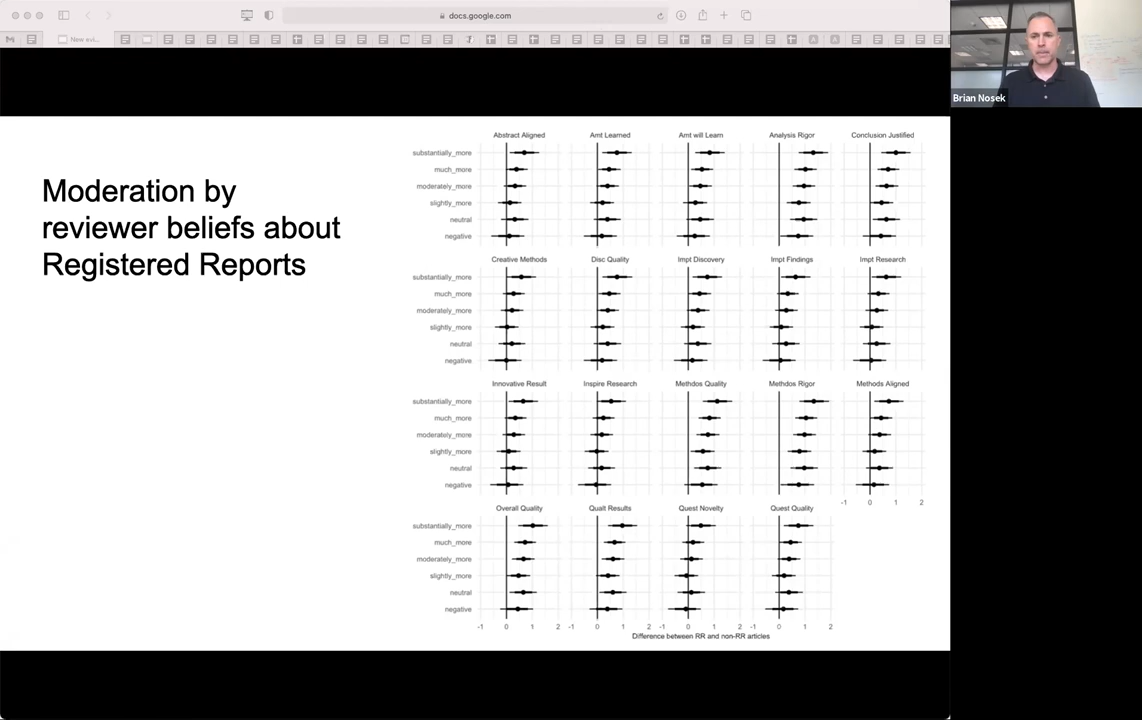 docs.google.com
New evi...
Brian Nosek
Moderation by
reviewer beliefs about
Registered Reports
Abstract Aligned Amt Learned Amt will Learn Analysis Rigor Conclusion Justified
substantially_more
much_more
moderately_more
slightly_more
neutral
negative
Creative Methods Disc Quality Impt Discovery Impt Findings Impt Research
substantially_more
much_more
moderately_more
slightly_more
neutral
negative
Innovative Result Inspire Research Methdos Quality Methdos Rigor Methods Aligned
substantially_more
much_more
moderately_more
slightly_more
neutral
negative
-1 0 1 2
Overall Quality Qualt Results Quest Novelty Quest Quality
substantially_more
much_more
moderately_more
slightly_more
neutral
negative
-1 0 1 2 -1 0 1 2 -1 0 1 2 -1 0 1 2
Difference between RR and non-RR articles